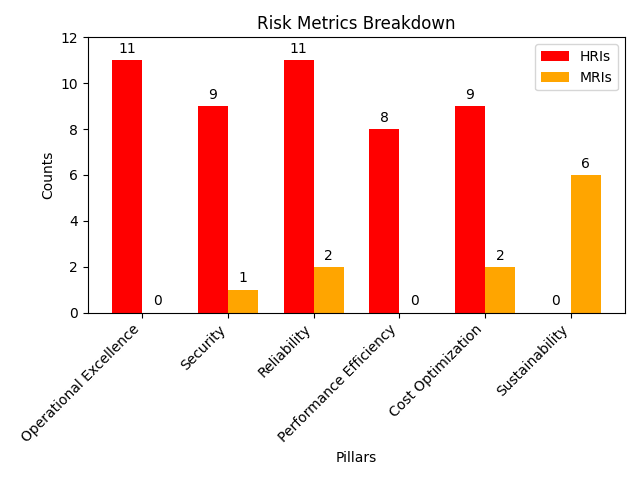 Risk Metrics Breakdown
HRIs
MRIs
Counts
12
10
8
6
4
2
0
11
0
9
1
11
2
8
0
9
2
0
6
Operational Excellence
Security
Reliability
Performance Efficiency
Cost Optimization
Sustainability
Pillars